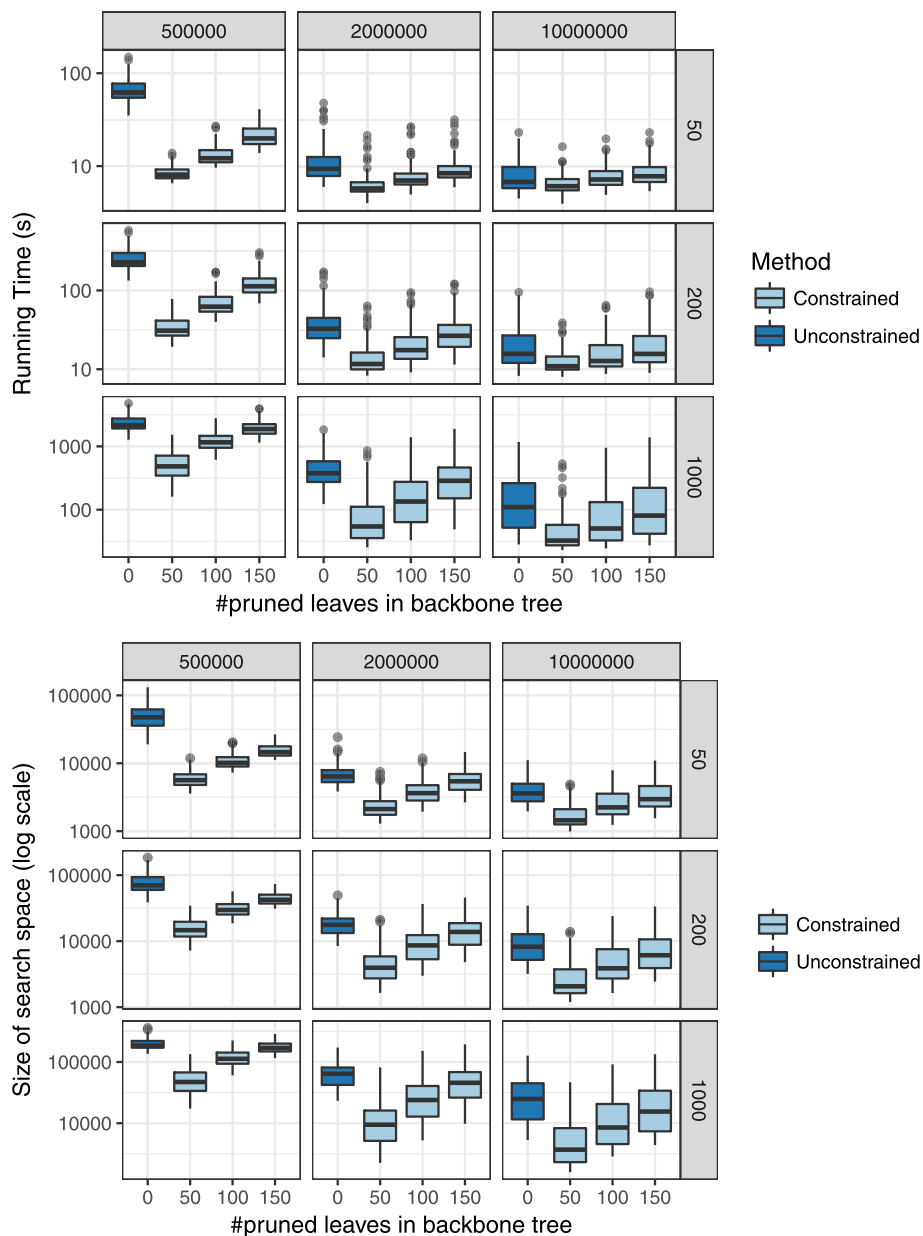 500000 2000000 10000000
100
10
50
100
10
200
1000
100
1000
Running Time (s)
0 50 100 150 0 50 100 150 0 50 100 150
#pruned leaves in backbone tree
Method
Constrained
Unconstrained
500000 2000000 10000000
100000
10000
1000
50
100000
10000
1000
200
100000
10000
1000
Size of search space (log scale)
0 50 100 150 0 50 100 150 0 50 100 150
#pruned leaves in backbone tree
Constrained
Unconstrained